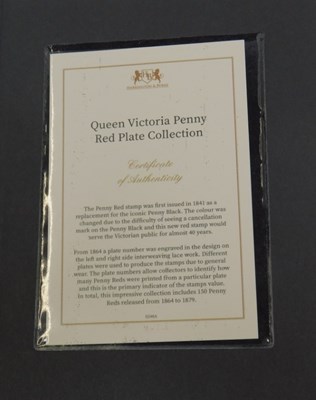 Queen Victoria Penny
Red Plate Collection
Certificate
of Authenticity
The Penny Red stamp was first issued in 1841 as a
replacement for the iconic Penny Black. The colour was
changed due to the difficulty of seeing a cancellation
mark on the Penny Black and this new red stamp would
serve the Victorian public for almost 40 years.
From 1864 a plate number was engraved in the design on
the left and right side interweaving lace work. Different
plates were used to produce the stamps due to general
wear. The plate numbers allow collectors to identify how
many Penny Reds were printed from a particular plate
and this is the primary indicator of the stamps value.
In total, this impressive collection includes 150 Penny
Reds released from 1864 to 1879.